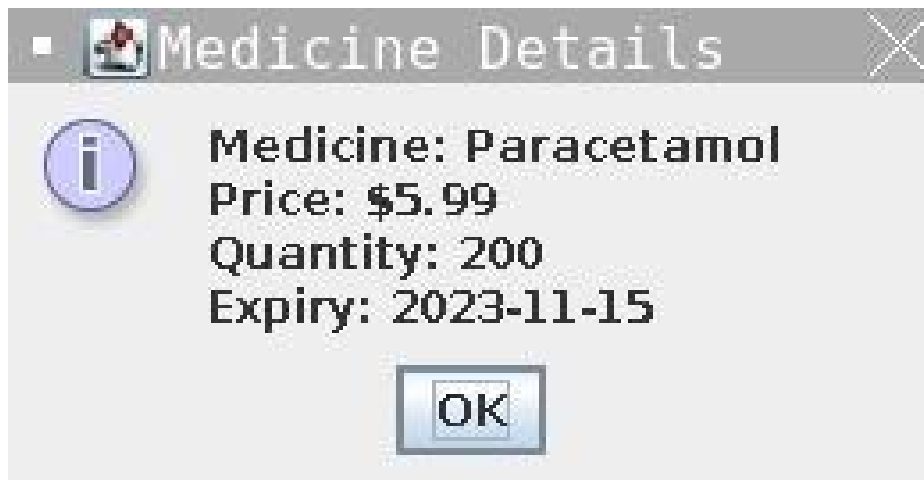 Medicine Details
Medicine: Paracetamol
Price: $5.99
Quantity: 200
Expiry: 2023-11-15
OK